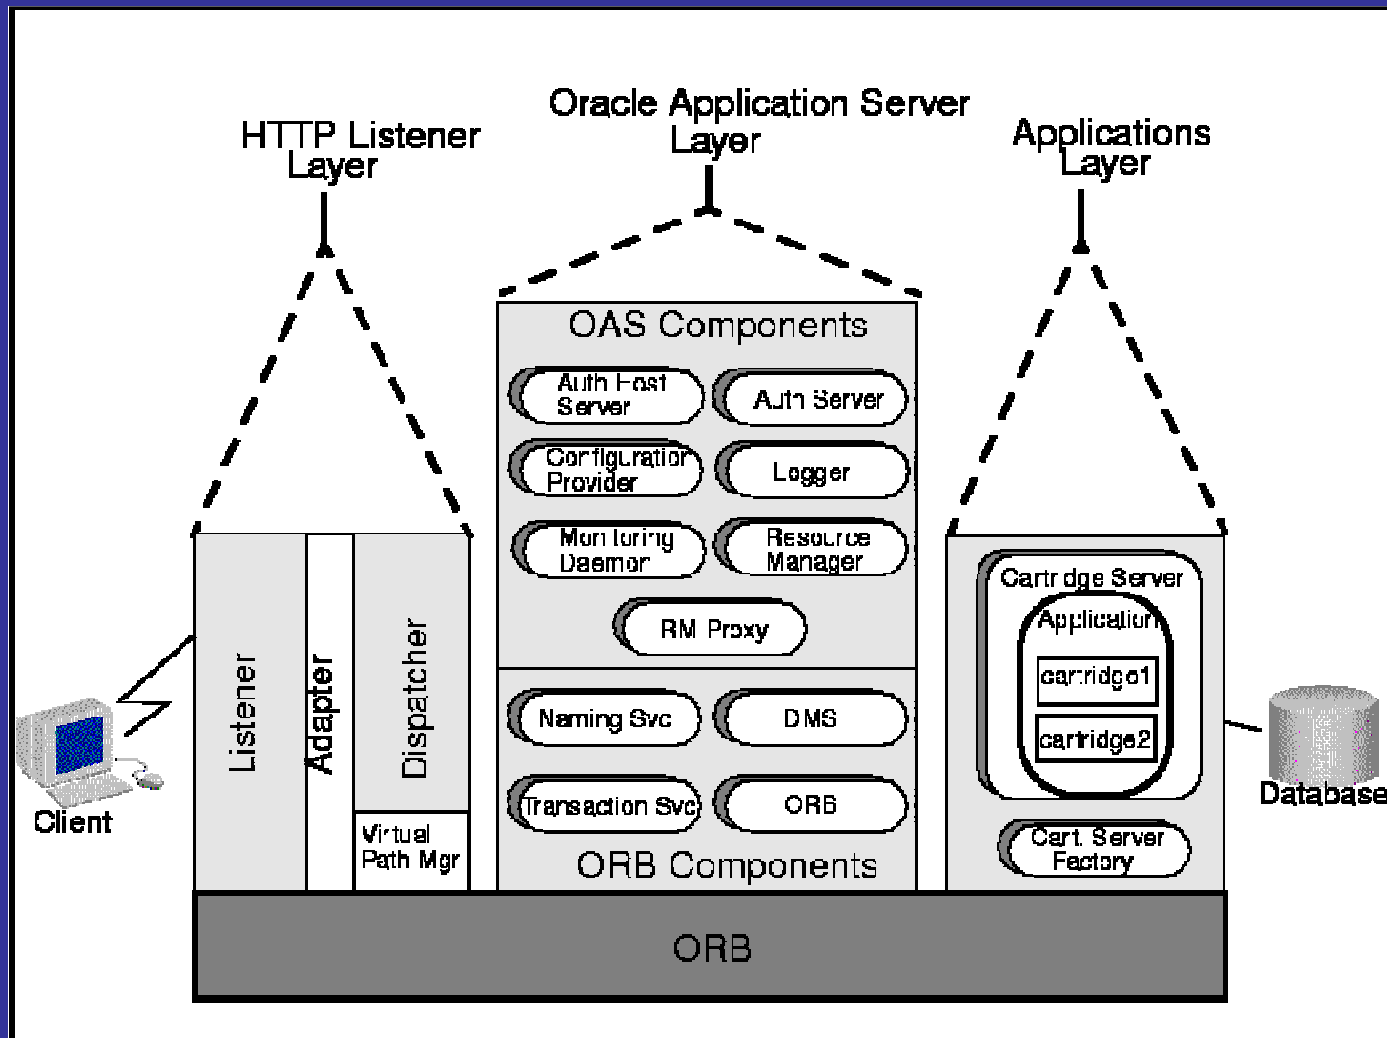 HTTP Listener
Layer
Oracle Application Server
Layer
Applications
Layer
OAS Components
Auth Host
Server
Auth Server
Configuration
Provider
Logger
Monitoring
Daemon
Resource
Manager
RM Proxy
Naming Svc
DMS
Transaction Svc
ORB
ORB Components
Listener
Adapter
Dispatcher
Virtual
Path Mgr
Client
Cartridge Server
Application
cartridge1
cartridge2
Cart. Server
Factory
Database
ORB